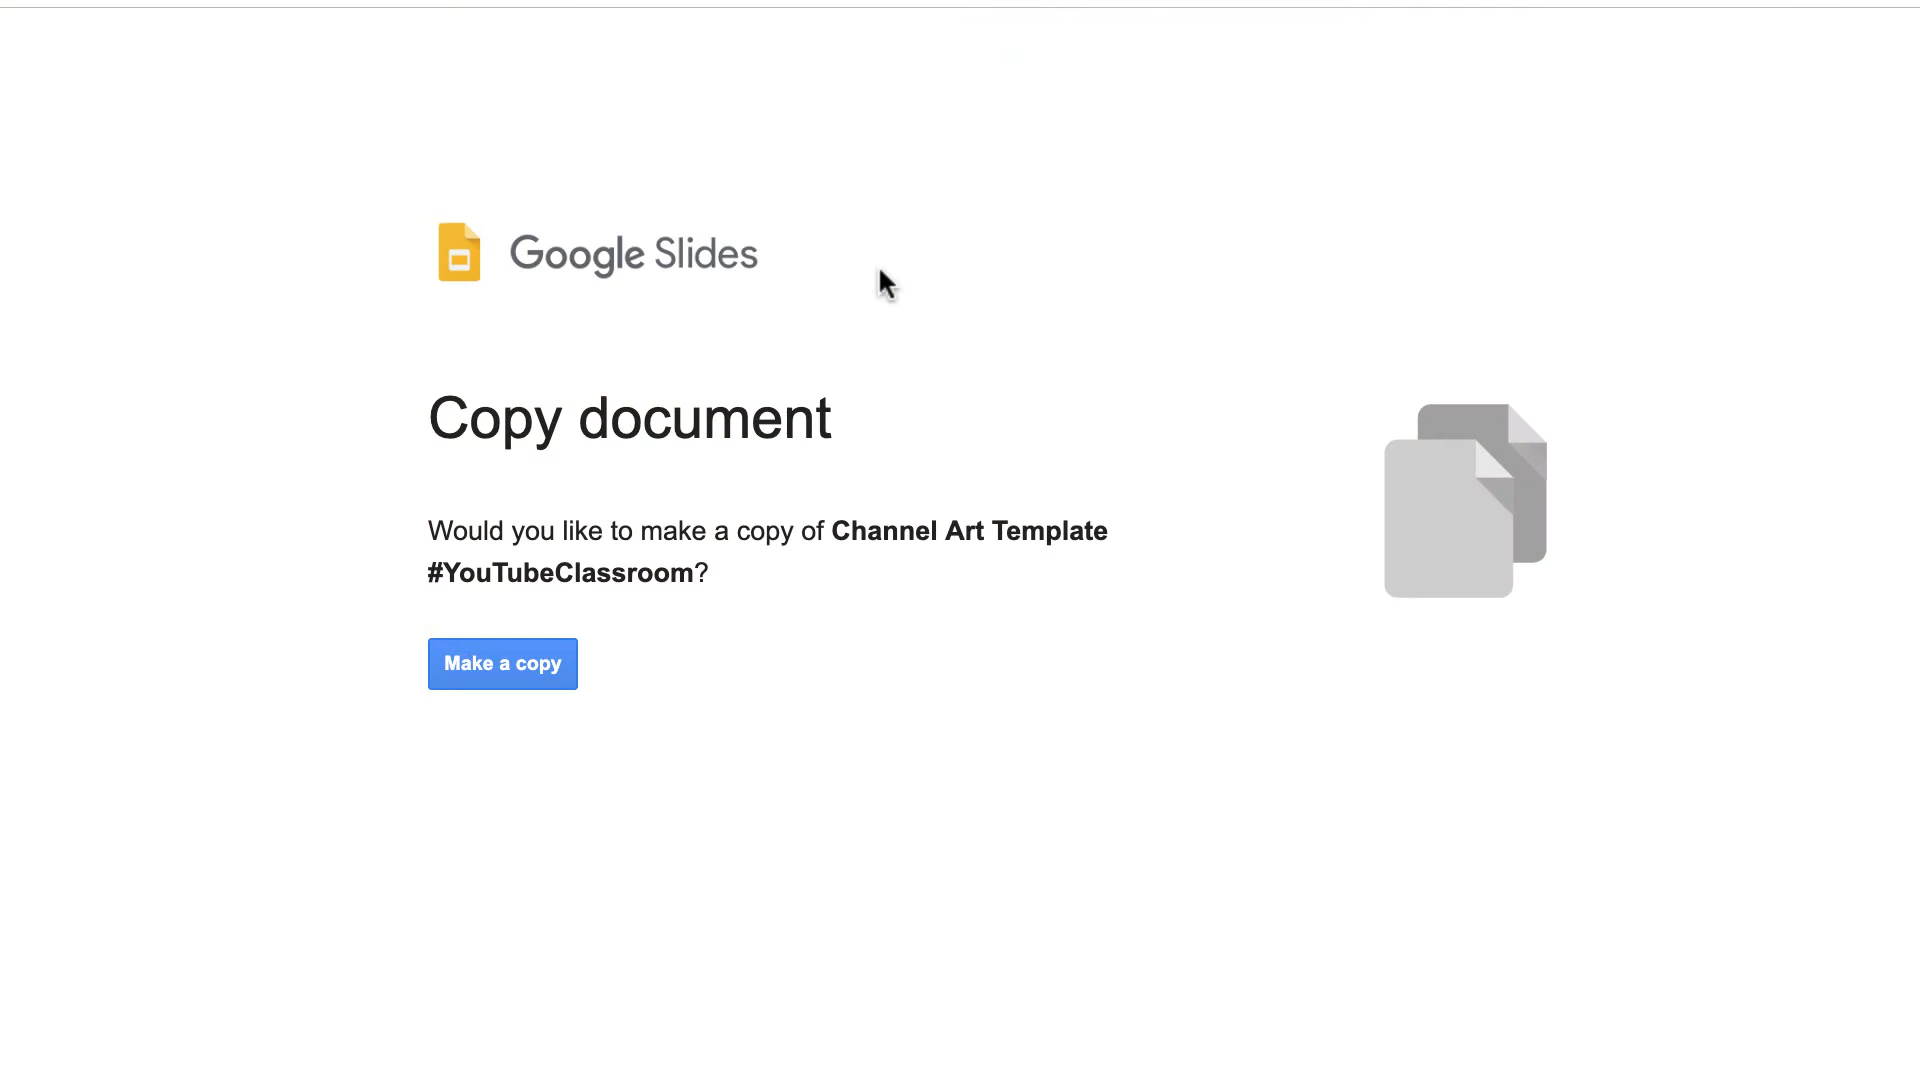 Google Slides
Copy document
Would you like to make a copy of Channel Art Template
#YouTubeClassroom?
Make a copy